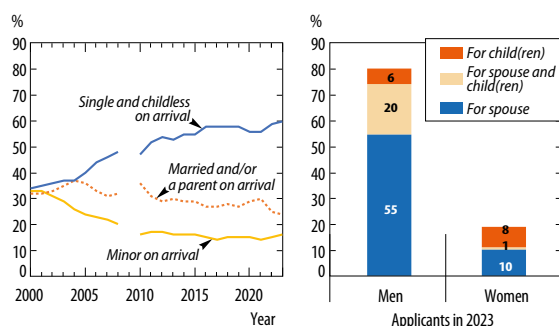 %
90
80
70
60
50
40
30
20
10
0
2000
2005
2010
2015
2020
Year
Single and childless
on arrival
Married and/or
a parent on arrival
Minor on arrival
%
90
80
70
60
50
40
30
20
10
0
For child(ren)
For spouse and
child(ren)
For spouse
6
20
55
8
1
10
Men
Women
Applicants in 2023